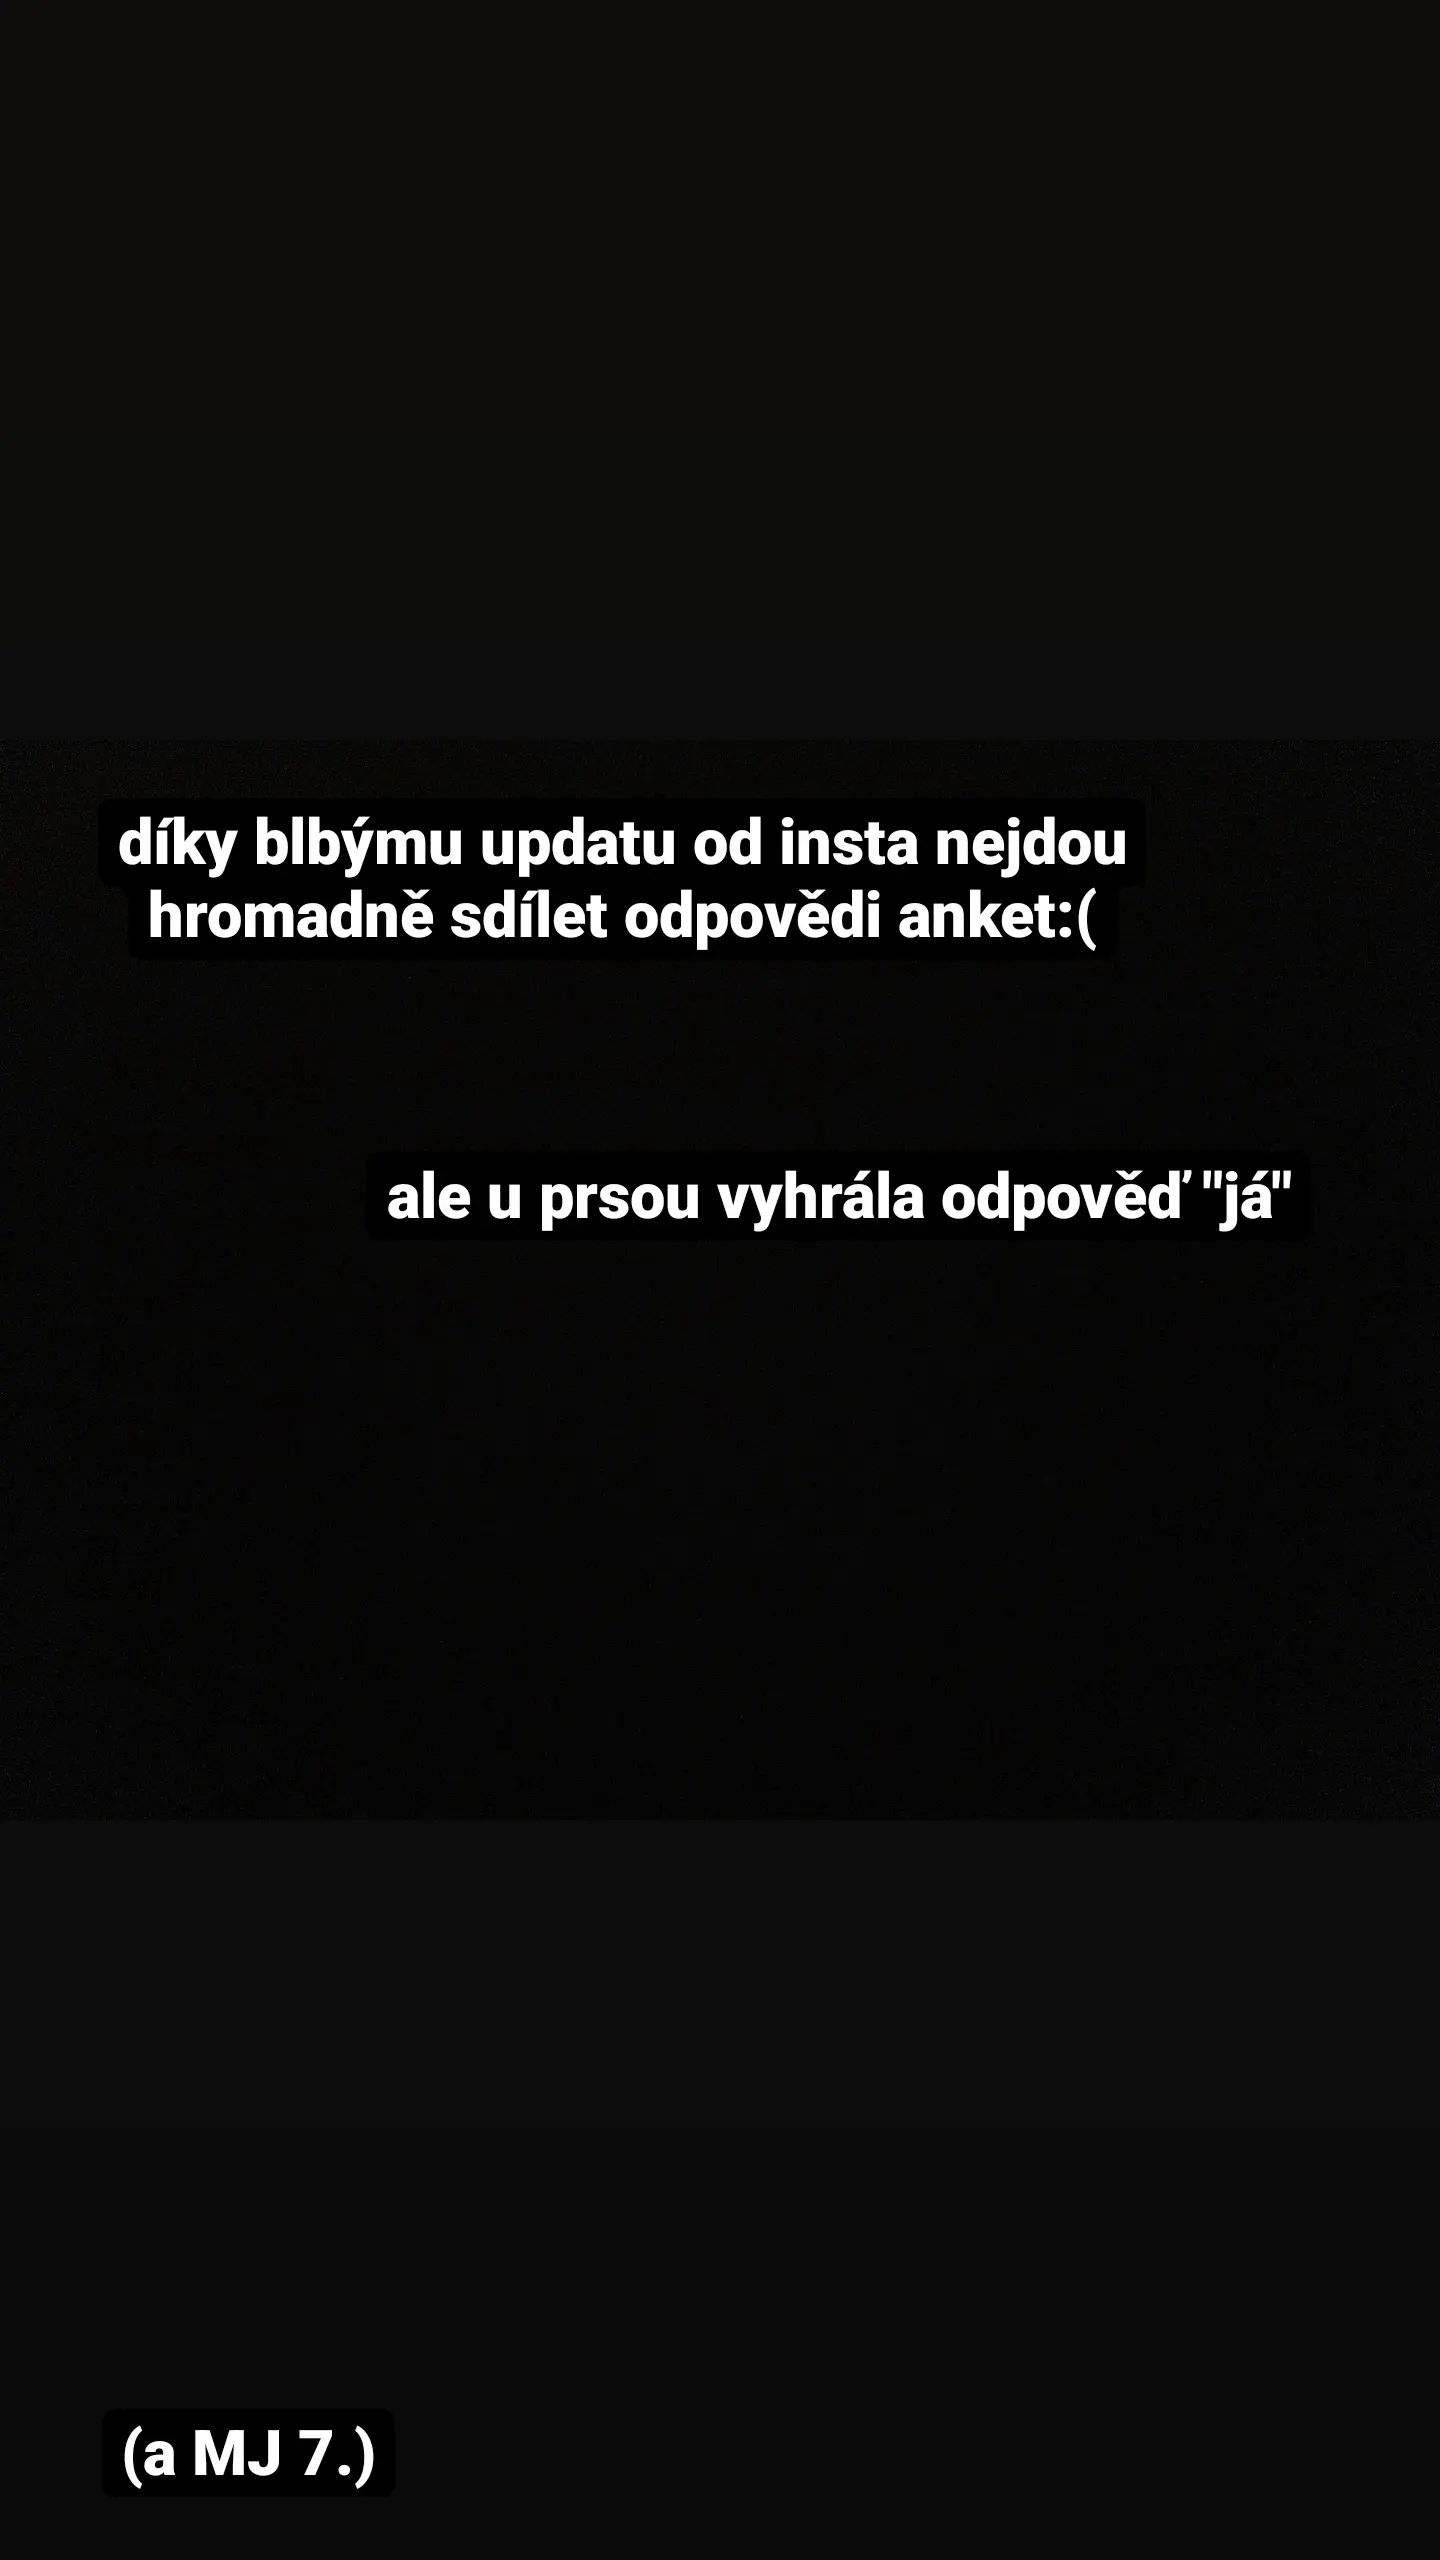 díky blbýmu updatu od insta nejdou
hromadně sdílet odpovědi anket:(
ale u prsou vyhrála odpověď "já"
(a MJ 7.)